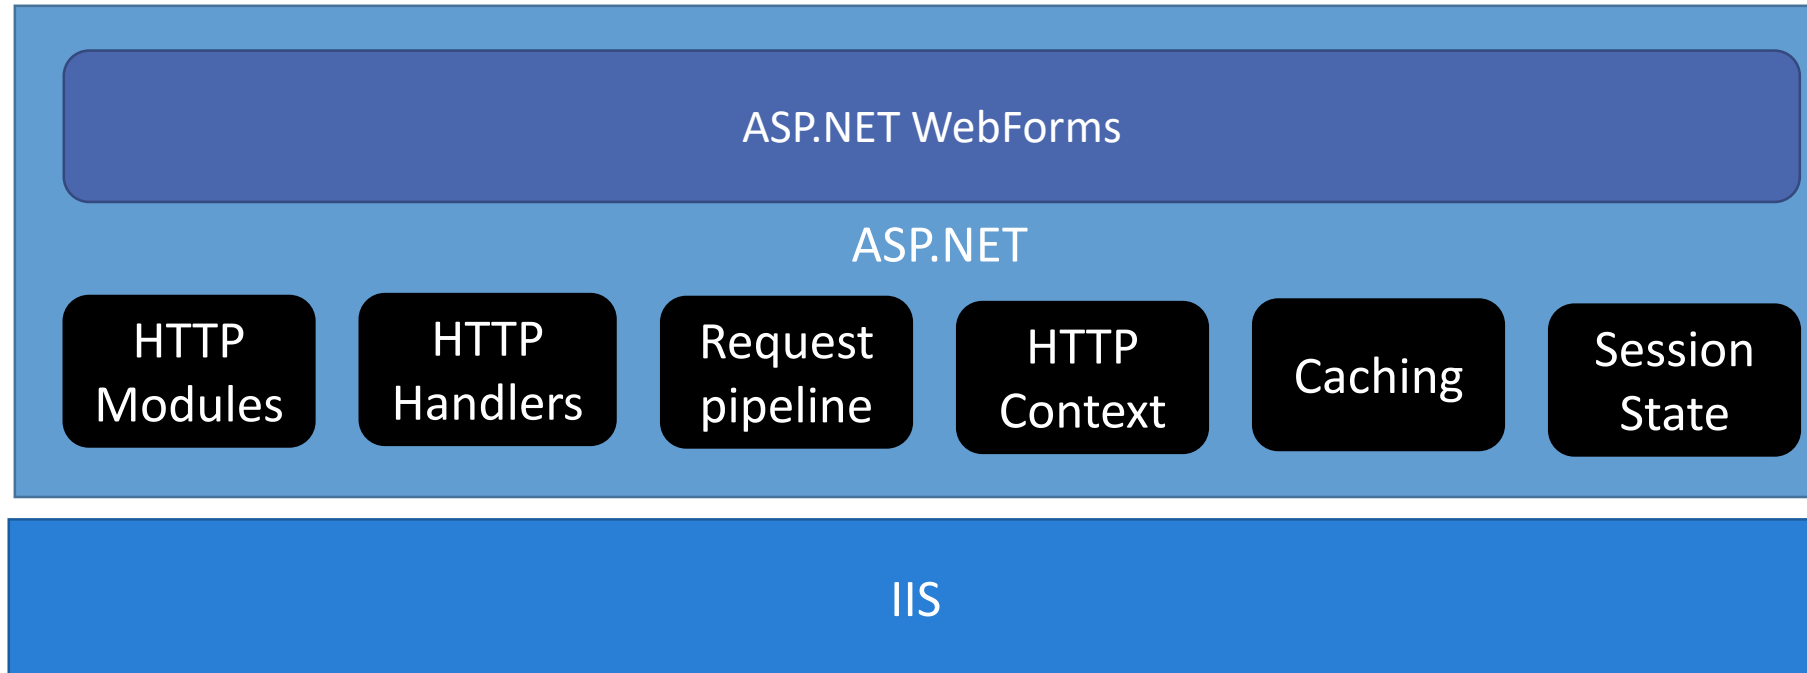 ASP.NET WebForms
ASP.NET
HTTP
Modules
HTTP
Handlers
Request
pipeline
HTTP
Context
Caching
Session
State
IIS